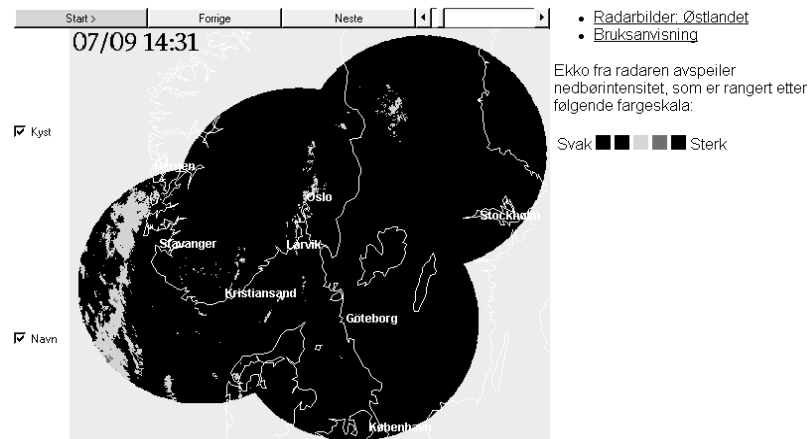 Start >
Forrige
Neste
07/09 14:31
Radarbilder: Østlandet
Bruksanvisning
Ekko fra radaren avspeiler
nedbørintensitet, som er rangert etter
følgende fargeskala:
Svak
Sterk
Kyst
Bergen
Oslo
Stockholm
Stavanger
Larvik
Kristiansand
Göteborg
Navn
København